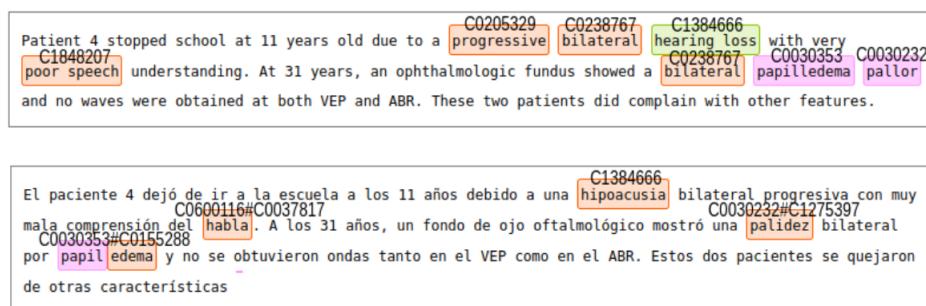 C0205329 C0238767 C1384666
Patient 4 stopped school at 11 years old due to a progressive bilateral hearing loss with very
C1848207 C0238767 C0030353 C0030232
poor speech understanding. At 31 years, an ophthalmologic fundus showed a bilateral papilledema pallor
and no waves were obtained at both VEP and ABR. These two patients did complain with other features.
C1384666
El paciente 4 dejó de ir a la escuela a los 11 años debido a una hipoacusia bilateral progresiva con muy
C0600116#C0037817 C0030232#C1275397
mala comprensión del habla. A los 31 años, un fondo de ojo oftalmológico mostró una palidez bilateral
C0030353#C0155288
por papil edema y no se obtuvieron ondas tanto en el VEP como en el ABR. Estos dos pacientes se quejaron
de otras características